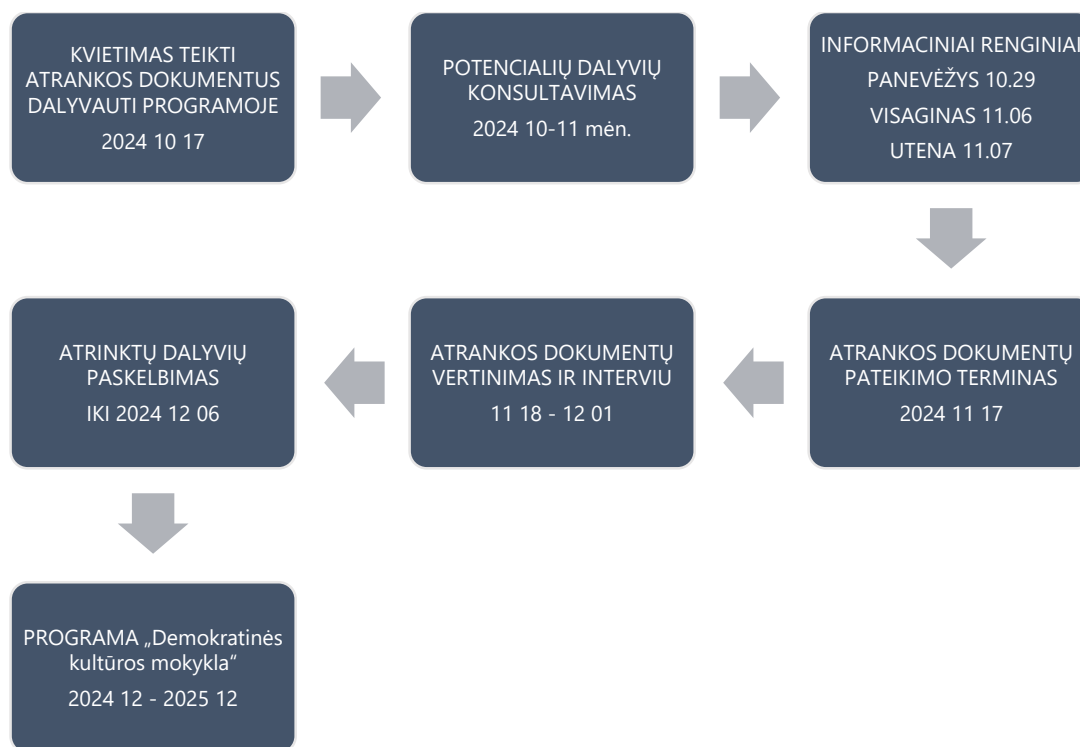 KVIETIMAS TEIKTI
ATRANKOS DOKUMENTUS
DALYVAUTI PROGRAMOJE
2024 10 17
POTENCIALIŲ DALYVIŲ
KONSULTAVIMAS
2024 10-11 mėn.
INFORMACINIAI RENGINIAI
PANEVĖŽYS 10.29
VISAGINAS 11.06
UTENA 11.07
ATRANKOS DOKUMENTŲ
PATEIKIMO TERMINAS
2024 11 17
ATRANKOS DOKUMENTŲ
VERTINIMAS IR INTERVIU
11 18 - 12 01
ATRINKTŲ DALYVIŲ
PASKELBIMAS
IKI 2024 12 06
PROGRAMA „Demokratinės
kultūros mokykla“
2024 12 - 2025 12